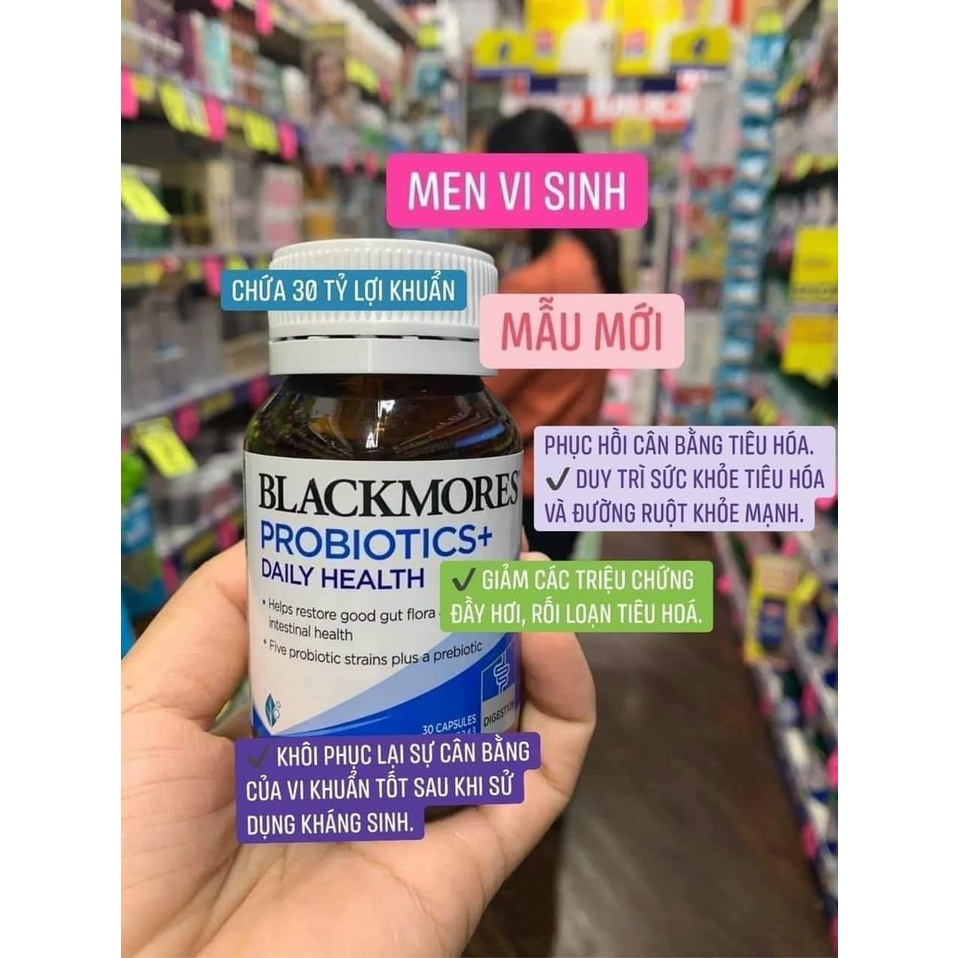 MEN VI SINH
CHỨA 30 TỶ LỢI KHUẨN
MẪU MỚI
PHỤC HỒI CÂN BẰNG TIÊU HÓA.
✔ DUY TRÌ SỨC KHỎE TIÊU HÓA
VÀ ĐƯỜNG RUỘT KHỎE MẠNH.
BLACKMORES
PROBIOTICS+
DAILY HEALTH
✔ GIẢM CÁC TRIỆU CHỨNG
ĐẦY HƠI, RỐI LOẠN TIÊU HOÁ.
• Helps restore good gut flora
intestinal health
• Five probiotic strains plus a prebiotic
DIGESTION
30 CAPSULES
✔ KHÔI PHỤC LẠI SỰ CÂN BẰNG
CỦA VI KHUẨN TỐT SAU KHI SỬ
DỤNG KHÁNG SINH.